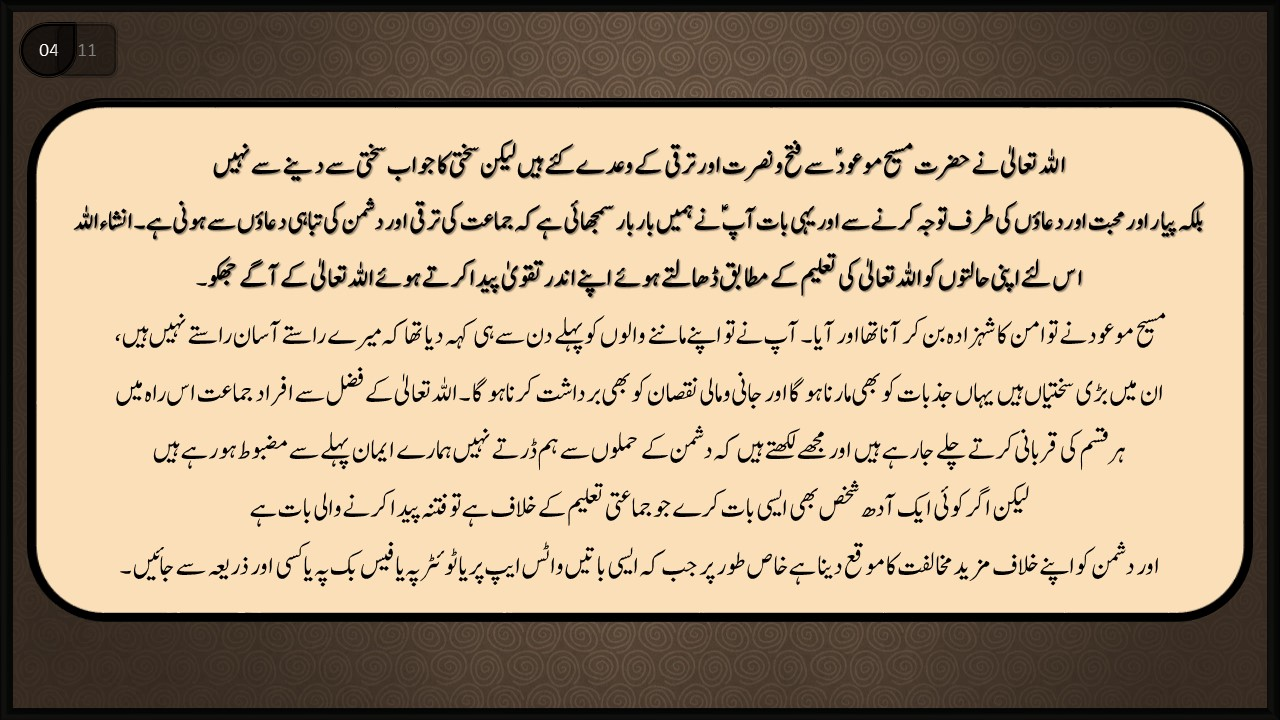 04 11
اللہ تعالیٰ نے حضرت مسیح موعودؑ سے فتح و نصرت اور ترقی کے وعدے کئے ہیں لیکن سختی کا جواب سختی سے دینے سے نہیں
بلکہ پیار اور محبت اور دعاؤں کی طرف توجہ کرنے سے اور یہی بات آپؑ نے ہمیں بار بار سمجھائی ہے کہ جماعت کی ترقی اور دشمن کی تباہی دعاؤں سے ہونی ہے۔ انشاء اللہ
اس لئے اپنی حالتوں کو اللہ تعالیٰ کی تعلیم کے مطابق ڈھالتے ہوئے اپنے اندر تقویٰ پیدا کرتے ہوئے اللہ تعالیٰ کے آگے جھکو۔
مسیح موعود نے تو امن کا شہزادہ بن کر آنا تھا اور آیا۔ آپ نے تو اپنے ماننے والوں کو پہلے دن سے ہی کہہ دیا تھا کہ میرے راستے آسان راستے نہیں ہیں،
ان میں بڑی سختیاں ہیں یہاں جذبات کو بھی مارنا ہو گا اور جانی ومالی نقصان کو بھی برداشت کرنا ہو گا۔ اللہ تعالیٰ کے فضل سے افراد جماعت اس راہ میں
ہر قسم کی قربانی کرتے چلے جا رہے ہیں اور مجھے لکھتے ہیں کہ دشمن کے حملوں سے ہم ڈرتے نہیں ہمارے ایمان پہلے سے مضبوط ہو رہے ہیں
لیکن اگر کوئی ایک آدھ شخص بھی ایسی بات کرے جو جماعتی تعلیم کے خلاف ہے تو فتنہ پیدا کرنے والی بات ہے
اور دشمن کو اپنے خلاف مزید مخالفت کا موقع دینا ہے خاص طور پر جب کہ ایسی باتیں واٹس ایپ پر یا ٹوئٹر پہ یا فیس بک پہ یا کسی اور ذریعہ سے جائیں۔